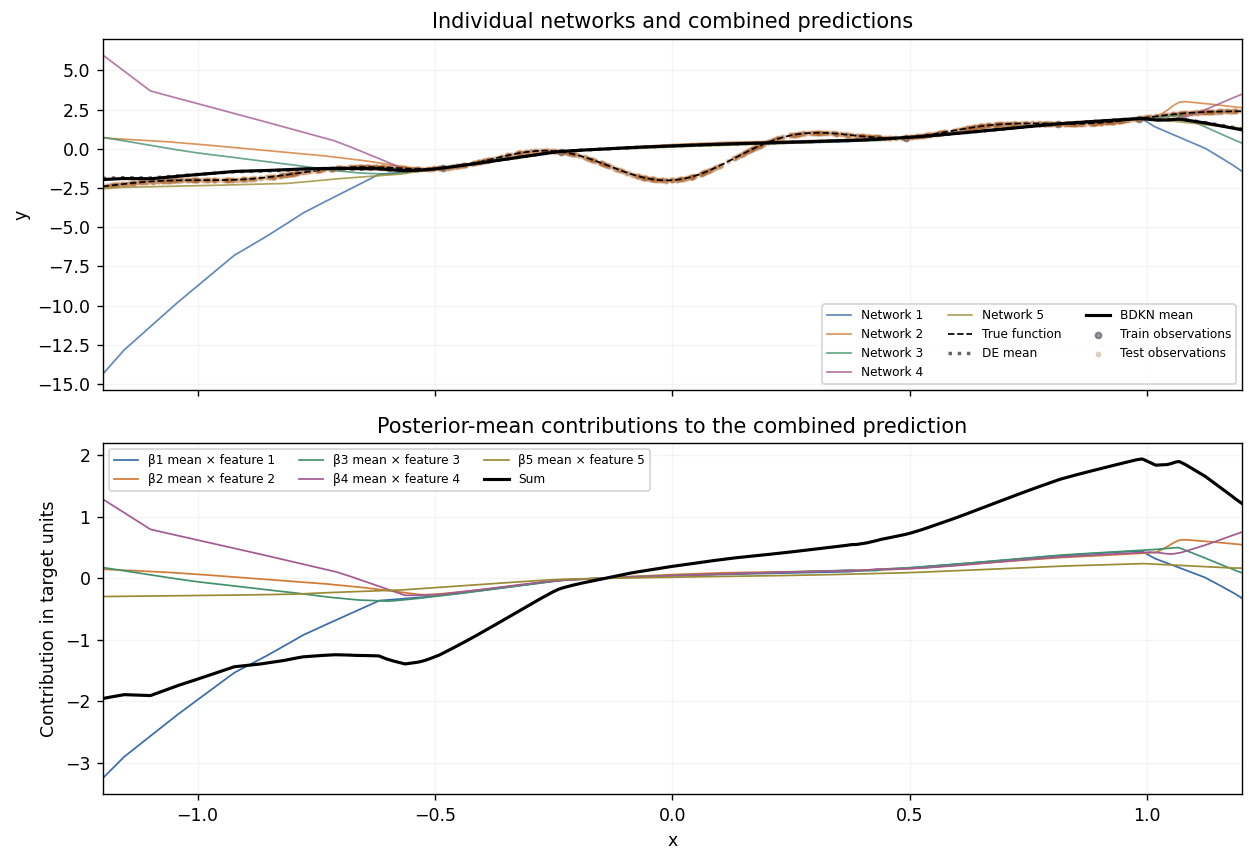 Individual networks and combined predictions
5.0
2.5
0.0
−2.5
−5.0
−7.5
−10.0
−12.5
−15.0
y
Network 1 Network 5 BDKN mean
Network 2 True function Train observations
Network 3 DE mean Test observations
Network 4
Posterior-mean contributions to the combined prediction
β1 mean × feature 1 β3 mean × feature 3 β5 mean × feature 5
β2 mean × feature 2 β4 mean × feature 4 Sum
2
1
0
−1
−2
−3
Contribution in target units
−1.0 −0.5 0.0 0.5 1.0
x